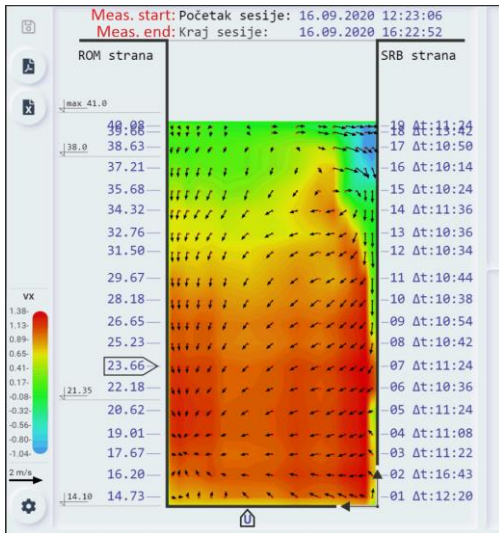 Meas. start: Početak sesije: 16.09.2020 12:23:06
Meas. end: Kraj sesije: 16.09.2020 16:22:52
ROM strana SRB strana
max 41.0
40.08 19 Δt:11:24
39.66 18 Δt:13:42
38.0
38.63 17 Δt:10:50
37.21 16 Δt:10:14
35.68 15 Δt:10:24
34.32 14 Δt:11:36
32.76 13 Δt:10:36
31.50 12 Δt:10:34
29.67 11 Δt:10:44
28.18 10 Δt:10:38
26.65 09 Δt:10:54
25.23 08 Δt:10:42
23.66 07 Δt:11:24
22.18 06 Δt:10:36
21.35
20.62 05 Δt:11:24
19.01 04 Δt:11:08
17.67 03 Δt:11:22
16.20 02 Δt:16:43
14.10
14.73 01 Δt:12:20
VX
1.38
1.13
0.89
0.65
0.41
0.17
-0.08
-0.32
-0.56
-0.80
-1.04
2 m/s
U